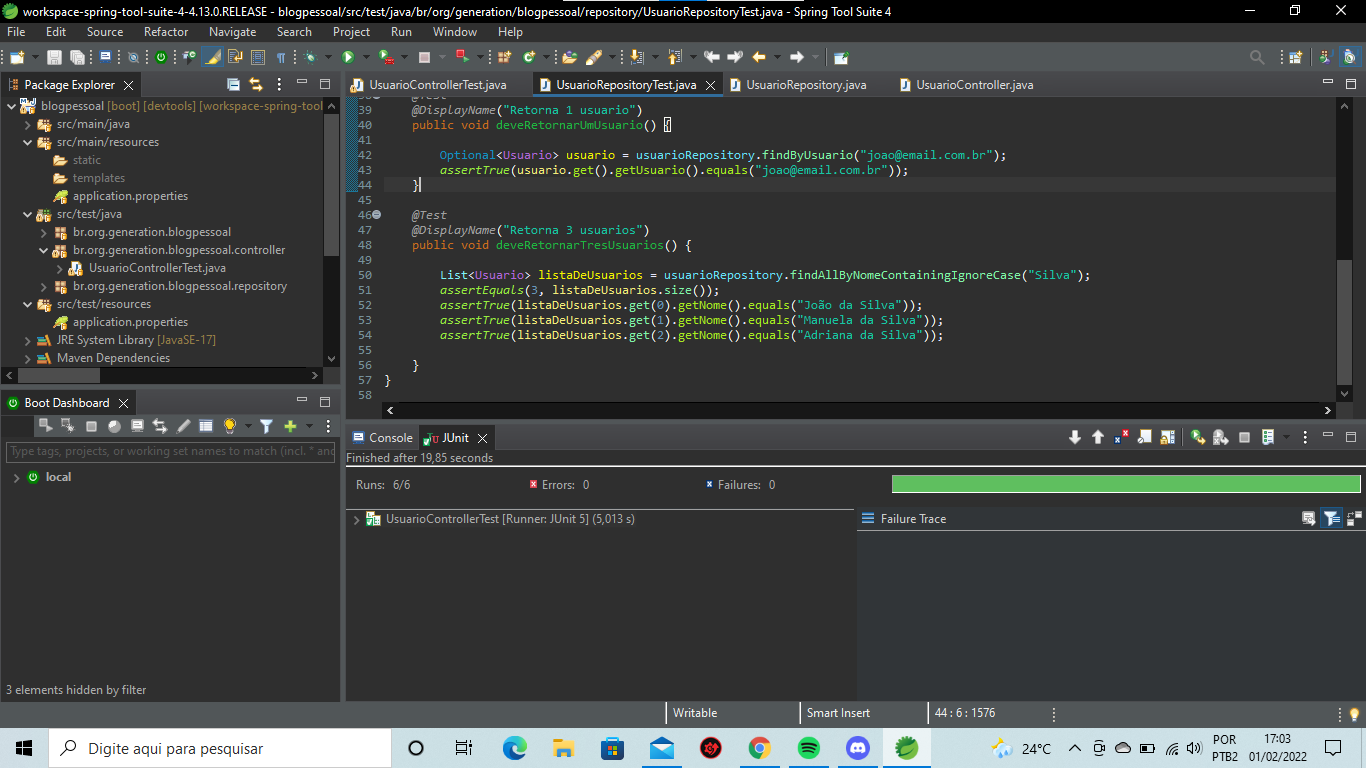 workspace-spring-tool-suite-4-4.13.0.RELEASE - blogpessoal/src/test/java/br/org/generation/blogpessoal/repository/UsuarioRepositoryTest.java - Spring Tool Suite 4
File Edit Source Refactor Navigate Search Project Run Window Help
Package Explorer
blogpessoal [boot] [devtools] [workspace-spring-tool
src/main/java
src/main/resources
static
templates
application.properties
src/test/java
br.org.generation.blogpessoal
br.org.generation.blogpessoal.controller
UsuarioControllerTest.java
br.org.generation.blogpessoal.repository
src/test/resources
application.properties
JRE System Library [JavaSE-17]
Maven Dependencies
UsuarioControllerTest.java UsuarioRepositoryTest.java UsuarioRepository.java UsuarioController.java
38 @Test
39 @DisplayName("Retorna 1 usuario")
40 public void deveRetornarUmUsuario() {
41
42 Optional<Usuario> usuario = usuarioRepository.findByUsuario("joao@email.com.br");
43 assertTrue(usuario.get().getUsuario().equals("joao@email.com.br"));
44 }
45
46 @Test
47 @DisplayName("Retorna 3 usuarios")
48 public void deveRetornarTresUsuarios() {
49
50 List<Usuario> listaDeUsuarios = usuarioRepository.findAllByNomeContainingIgnoreCase("Silva");
51 assertEquals(3, listaDeUsuarios.size());
52 assertTrue(listaDeUsuarios.get(0).getNome().equals("João da Silva"));
53 assertTrue(listaDeUsuarios.get(1).getNome().equals("Manuela da Silva"));
54 assertTrue(listaDeUsuarios.get(2).getNome().equals("Adriana da Silva"));
55
56 }
57 }
58
Boot Dashboard
Type tags, projects, or working set names to match (incl. * and
local
3 elements hidden by filter
Console JUnit
Finished after 19,85 seconds
Runs: 6/6 Errors: 0 Failures: 0
UsuarioControllerTest [Runner: JUnit 5] (5,013 s)
Failure Trace
Writable Smart Insert 44 : 6 : 1576
Digite aqui para pesquisar
24°C
POR
PTB2
17:03
01/02/2022